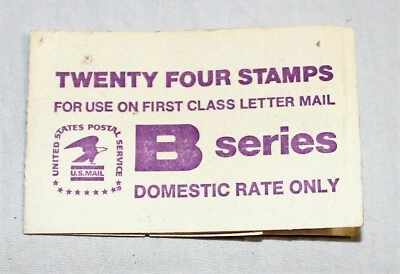 TWENTY FOUR STAMPS
FOR USE ON FIRST CLASS LETTER MAIL
UNITED STATES POSTAL SERVICE
U.S.MAIL
B series
DOMESTIC RATE ONLY